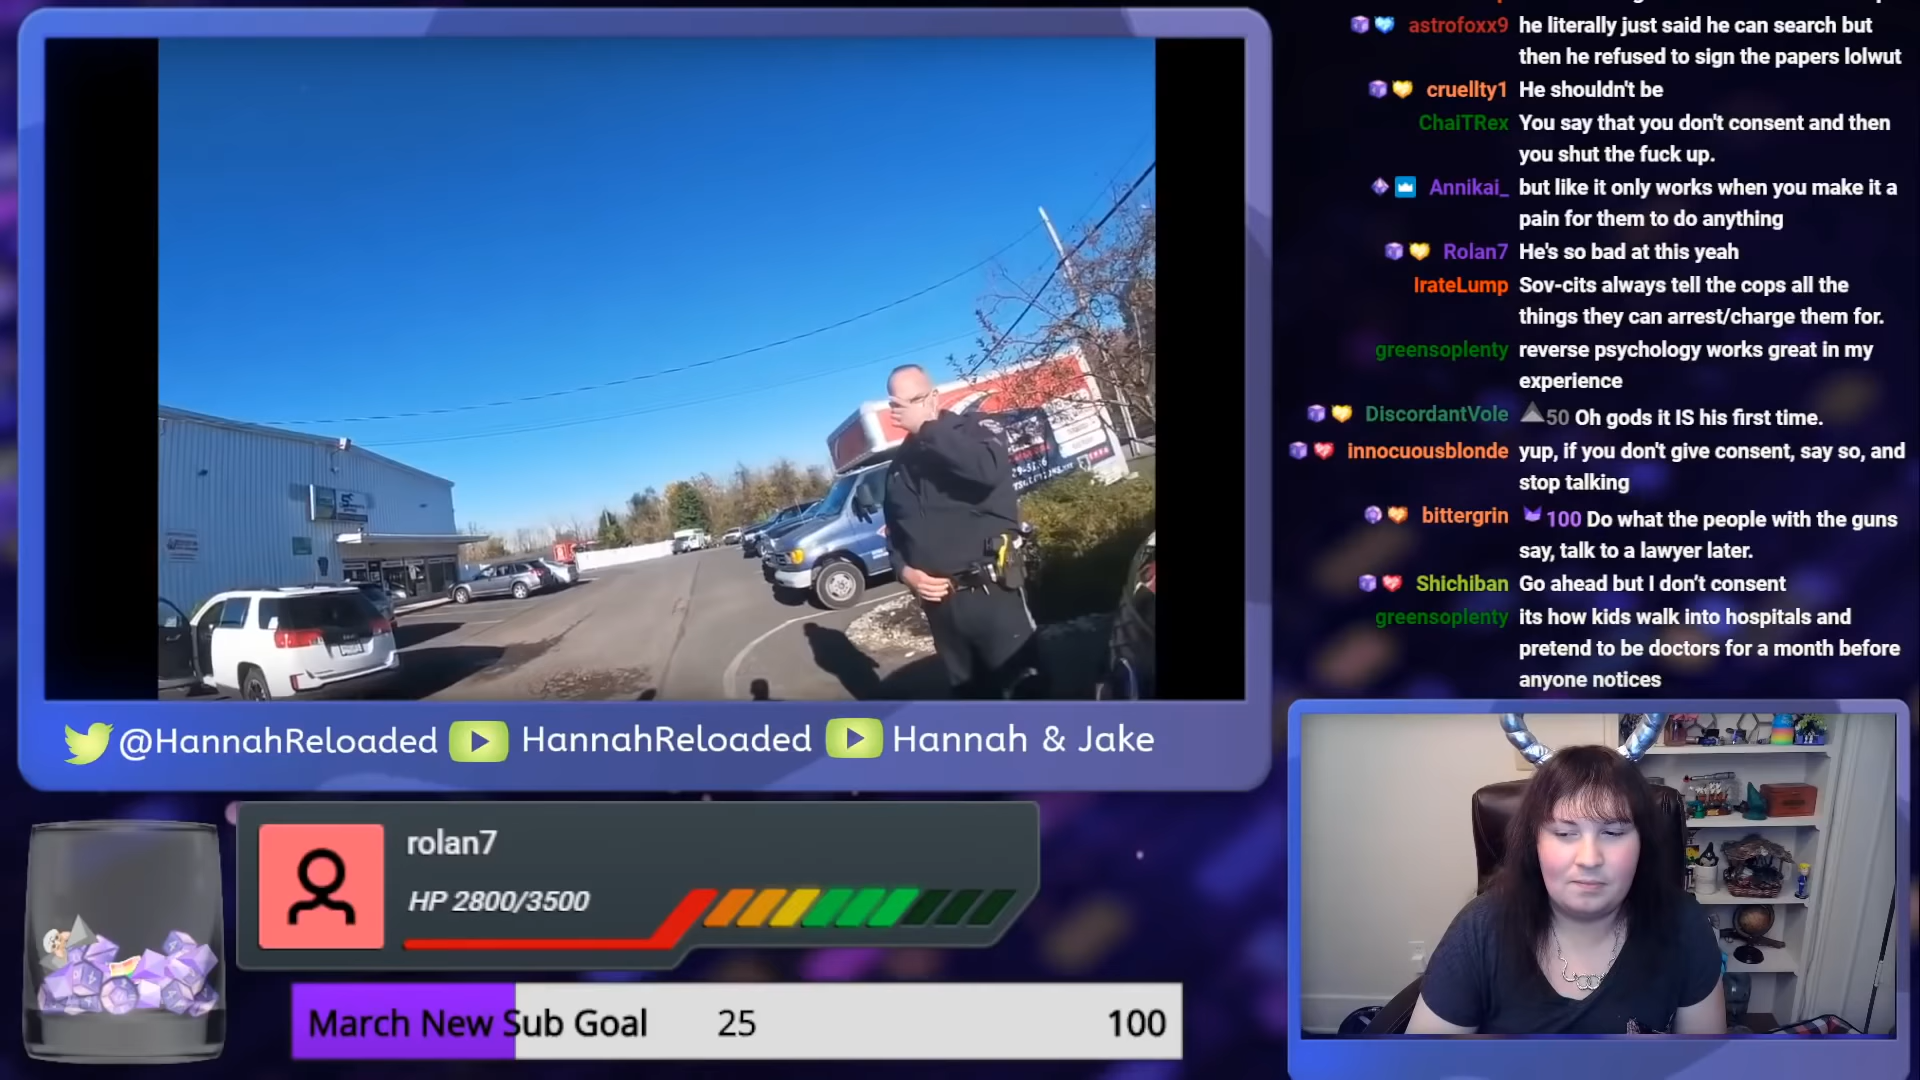 astrofoxx9 he literally just said he can search but
then he refused to sign the papers lolwut
cruellty1 He shouldn't be
ChaiTRex You say that you don't consent and then
you shut the fuck up.
Annikai_ but like it only works when you make it a
pain for them to do anything
Rolan7 He's so bad at this yeah
IrateLump Sov-cits always tell the cops all the
things they can arrest/charge them for.
greensoplenty reverse psychology works great in my
experience
DiscordantVole 50 Oh gods it IS his first time.
innocuousblonde yup, if you don't give consent, say so, and
stop talking
bittergrin 100 Do what the people with the guns
say, talk to a lawyer later.
Shichiban Go ahead but I don't consent
greensoplenty its how kids walk into hospitals and
pretend to be doctors for a month before
anyone notices
@HannahReloaded HannahReloaded Hannah & Jake
rolan7
HP 2800/3500
March New Sub Goal 25 100